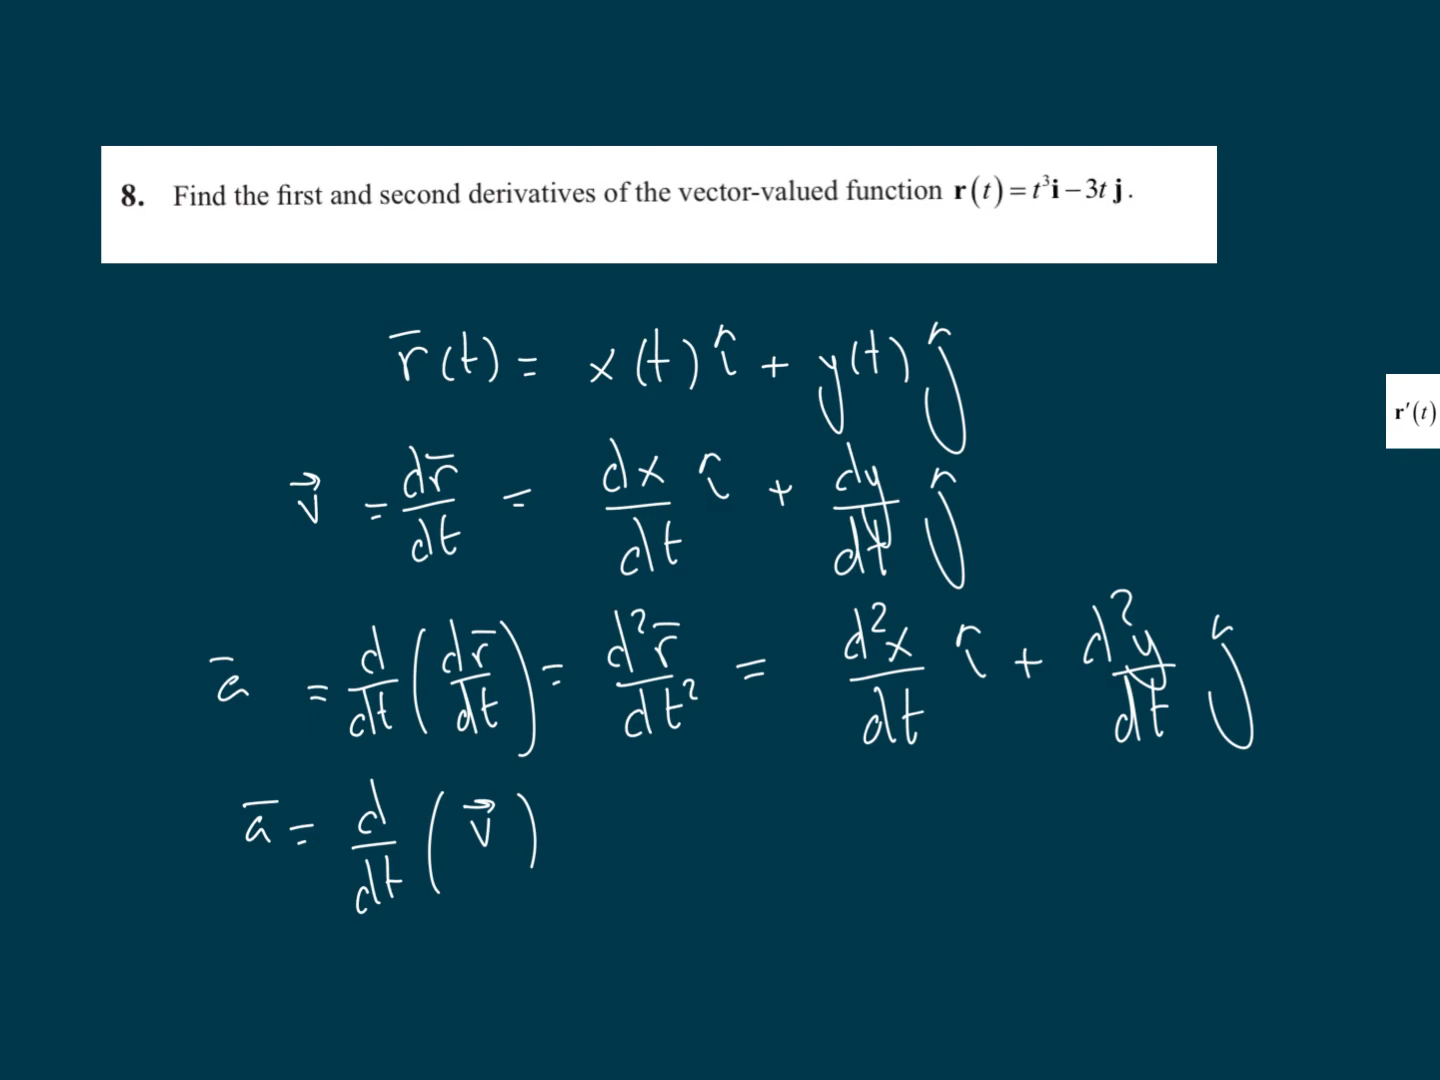 8. Find the first and second derivatives of the vector-valued function r(t) = t³i − 3t j.
r̄(t) = x(t) î + y(t) ĵ
r′(t)
v⃗ = dr̄/dt = dx/dt î + dy/dt ĵ
ā = d/dt (dr̄/dt) = d²r̄/dt² = d²x/dt î + d²y/dt ĵ
ā = d/dt (v⃗)